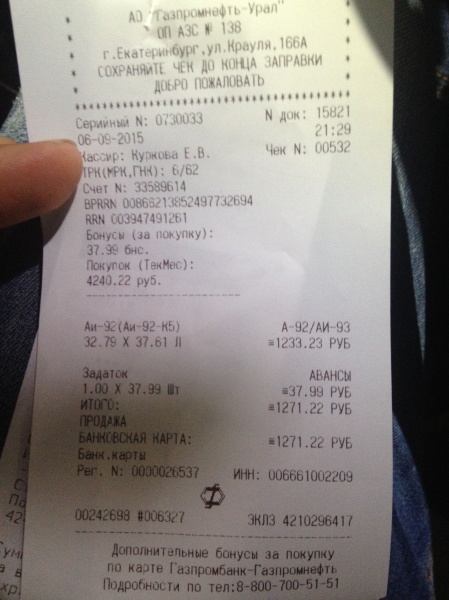 АО "Газпромнефть-Урал"
ОП АЗС № 138
г.Екатеринбург,ул.Крауля,166А
СОХРАНЯЙТЕ ЧЕК ДО КОНЦА ЗАПРАВКИ
ДОБРО ПОЖАЛОВАТЬ
Серийный N: 0730033 N док: 15821
06-09-2015 21:29
Кассир: Куркова Е.В. Чек N: 00532
ТРК(МРК,ГНК): 6/62
Счет N: 33589614
BPRRN 00866213852497732694
RRN 003947491261
Бонусы (за покупку):
37.99 бнс.
Покупок (ТекМес):
4240.22 руб.
Аи-92(Аи-92-К5) А-92/АИ-93
32.79 X 37.61 Л ≡1233.23 РУБ
Задаток АВАНСЫ
1.00 X 37.99 Шт ≡37.99 РУБ
ИТОГО: ≡1271.22 РУБ
ПРОДАЖА
БАНКОВСКАЯ КАРТА: ≡1271.22 РУБ
Банк.карты
Рег. N: 0000026537 ИНН: 006661002209
00242698 #006327 ЭКЛЗ 4210296417
Дополнительные бонусы за покупку
по карте Газпромбанк-Газпромнефть
Подробности по тел:8-800-700-51-51